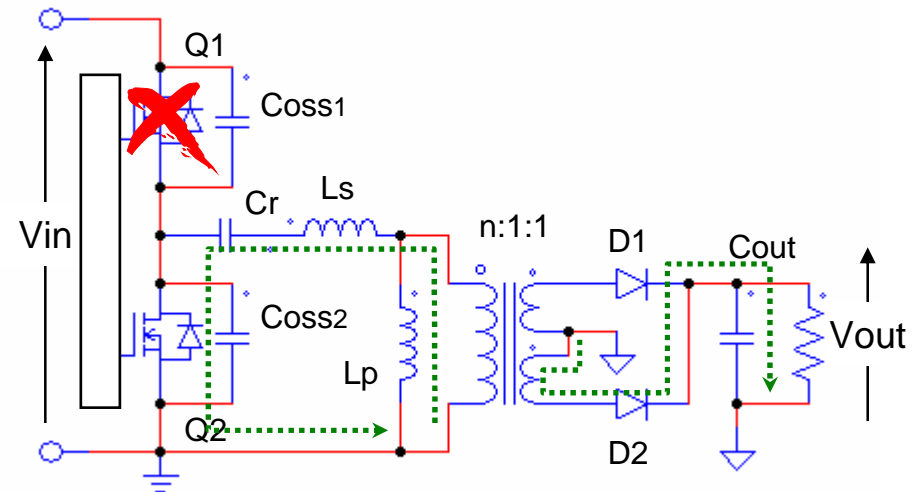 Q1
Coss1
Cr
Ls
n:1:1
D1
Cout
Vin
Coss2
Lp
Vout
Q2
D2